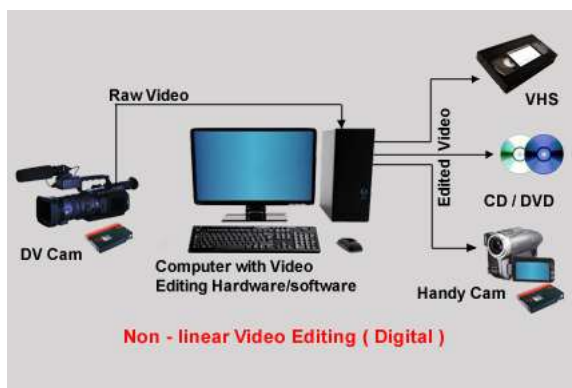 Raw Video
VHS
Edited Video
CD / DVD
DV Cam
Computer with Video
Editing Hardware/software
Handy Cam
Non - linear Video Editing ( Digital )